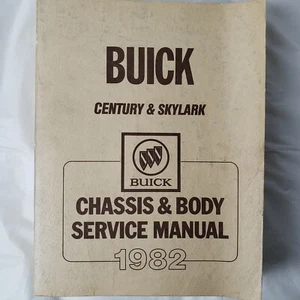 BUICK
CENTURY & SKYLARK
BUICK
CHASSIS & BODY
SERVICE MANUAL
1982